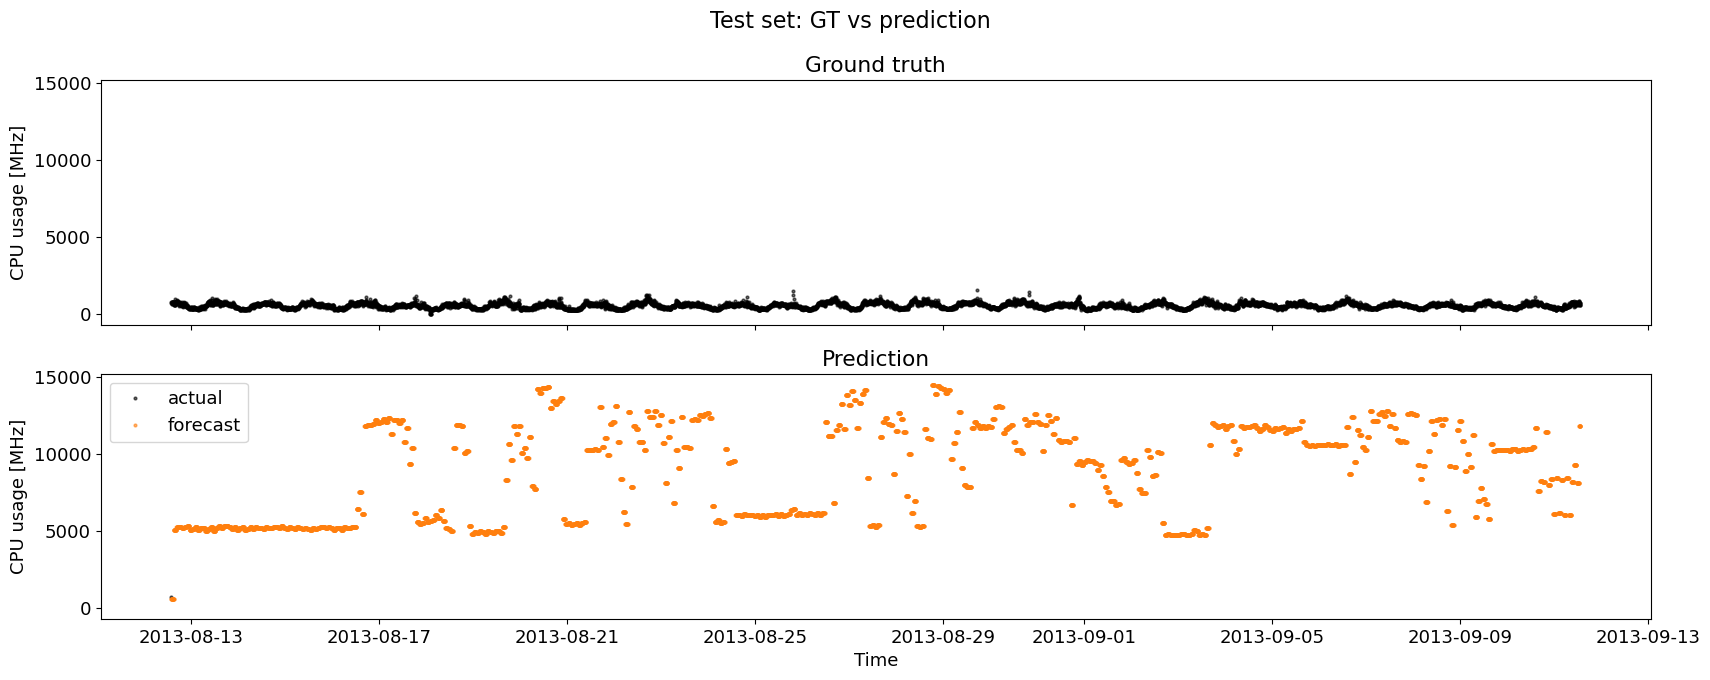 Test set: GT vs prediction
Ground truth
15000
10000
5000
0
CPU usage [MHz]
Prediction
15000
10000
5000
0
CPU usage [MHz]
actual
forecast
2013-08-13 2013-08-17 2013-08-21 2013-08-25 2013-08-29 2013-09-01 2013-09-05 2013-09-09 2013-09-13
Time